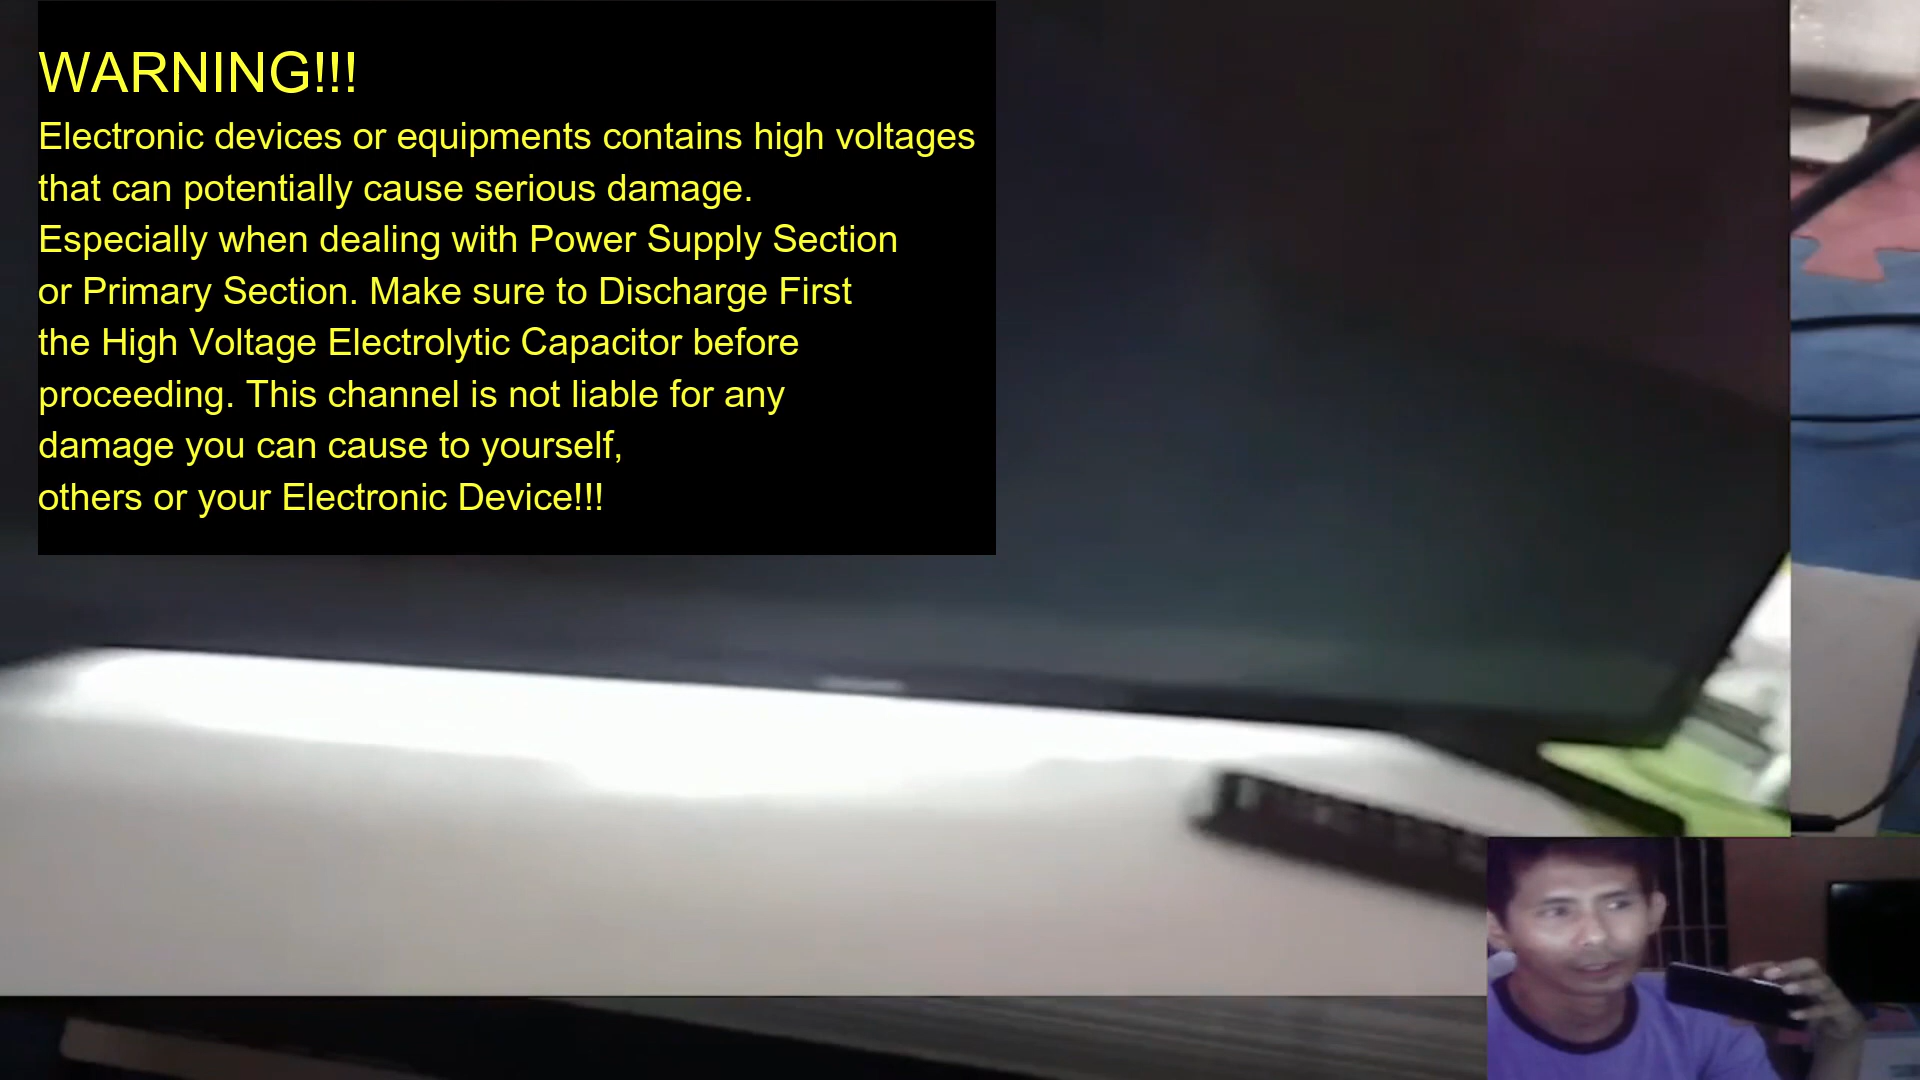 WARNING!!!
Electronic devices or equipments contains high voltages
that can potentially cause serious damage.
Especially when dealing with Power Supply Section
or Primary Section. Make sure to Discharge First
the High Voltage Electrolytic Capacitor before
proceeding. This channel is not liable for any
damage you can cause to yourself,
others or your Electronic Device!!!